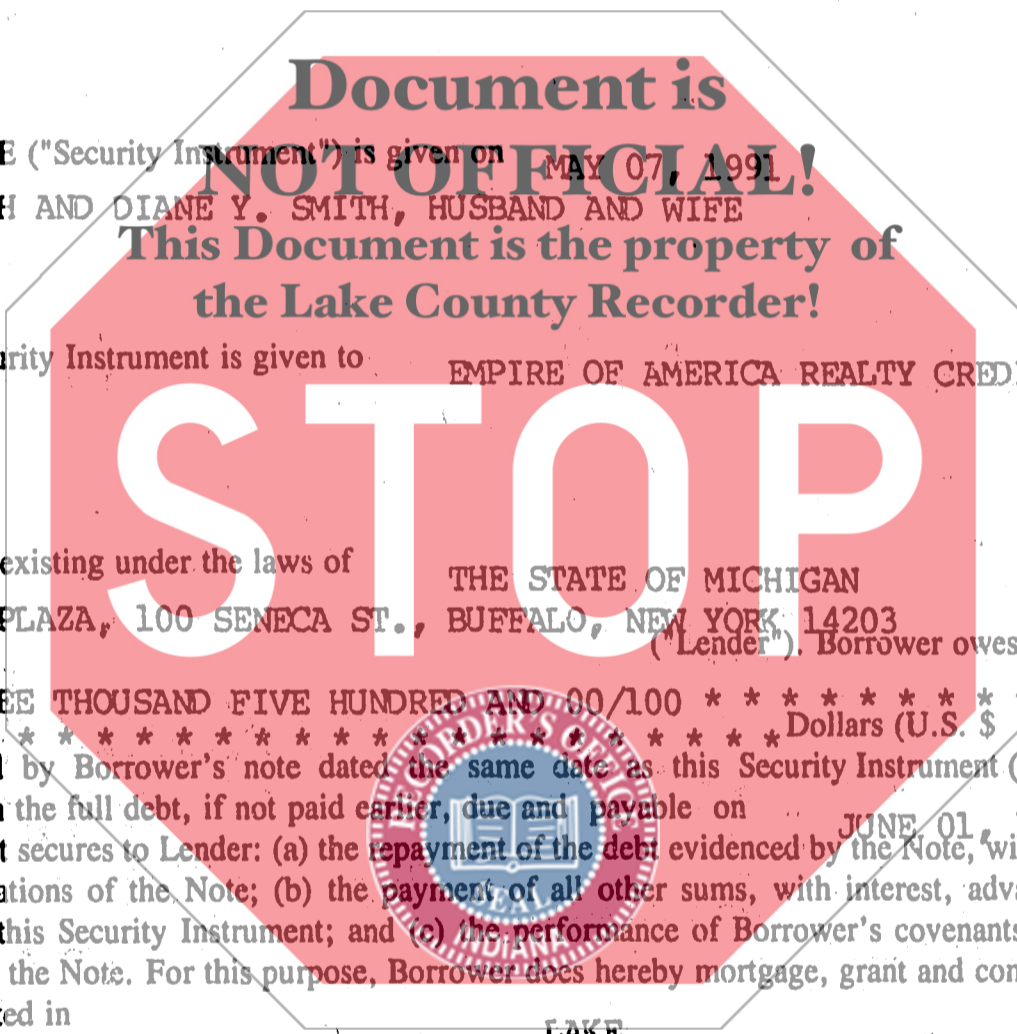 Document is
E ("Security Instrument") is given on MAY 07, 1991
NOT OFFICIAL!
H AND DIANE Y. SMITH, HUSBAND AND WIFE
This Document is the property of
the Lake County Recorder!
urity Instrument is given to EMPIRE OF AMERICA REALTY CREDI
STOP
existing under the laws of THE STATE OF MICHIGAN
PLAZA, 100 SENECA ST., BUFFALO, NEW YORK 14203
("Lender"). Borrower owes
EE THOUSAND FIVE HUNDRED AND 00/100 * * * * * * * *
* * * * * * * * * * * * * * * * * * * * Dollars (U.S. $
by Borrower's note dated the same date as this Security Instrument (
the full debt, if not paid earlier, due and payable on JUNE 01,
t secures to Lender: (a) the repayment of the debt evidenced by the Note, wi
ations of the Note; (b) the payment of all other sums, with interest, adva
this Security Instrument; and (c) the performance of Borrower's covenants
the Note. For this purpose, Borrower does hereby mortgage, grant and con
ted in LAKE
RECORDER'S OFFICE
SEAL
INDIANA